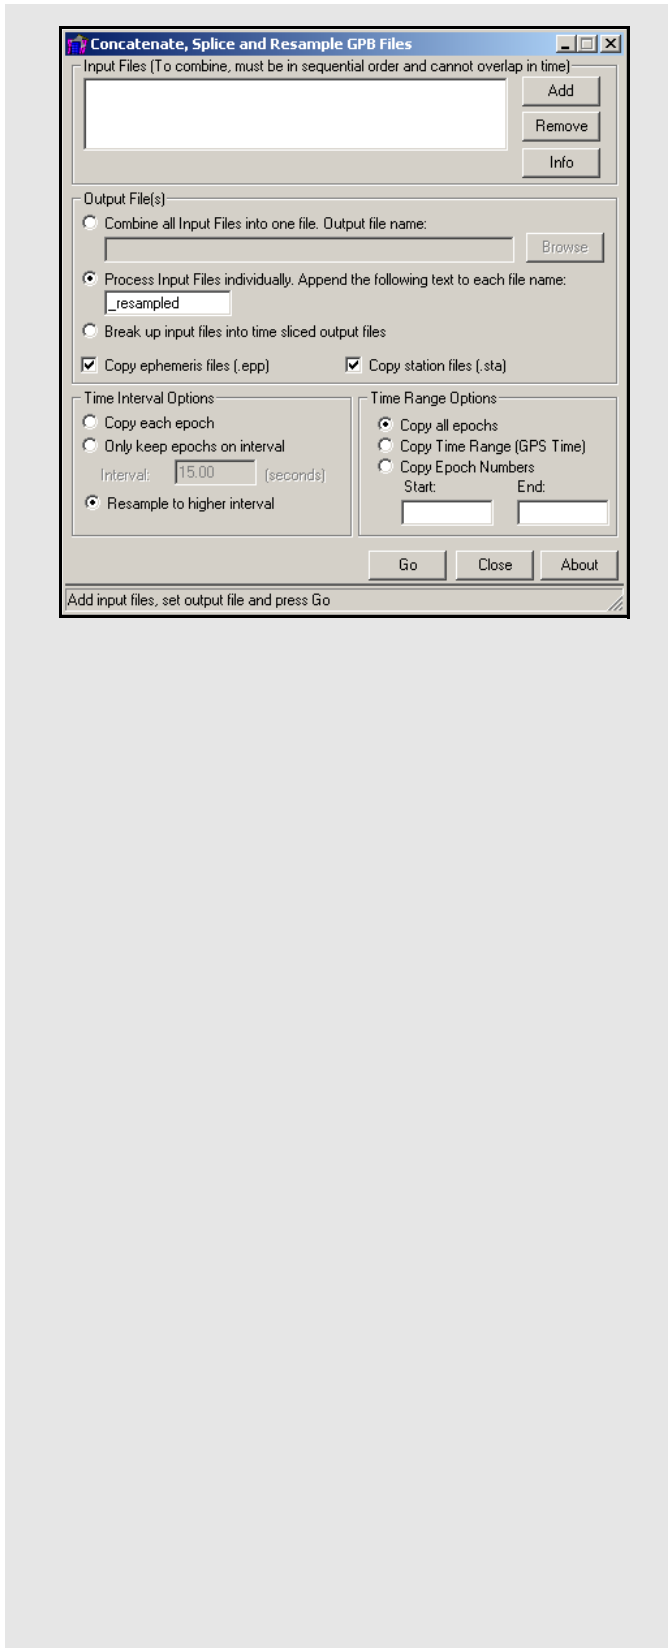 Concatenate, Splice and Resample GPB Files
Input Files (To combine, must be in sequential order and cannot overlap in time)
Add
Remove
Info
Output File(s)
Combine all Input Files into one file. Output file name:
Browse
Process Input Files individually. Append the following text to each file name:
_resampled
Break up input files into time sliced output files
Copy ephemeris files (.epp)
Copy station files (.sta)
Time Interval Options
Copy each epoch
Only keep epochs on interval
Interval: 15.00 (seconds)
Resample to higher interval
Time Range Options
Copy all epochs
Copy Time Range (GPS Time)
Copy Epoch Numbers
Start: End:
Go Close About
Add input files, set output file and press Go